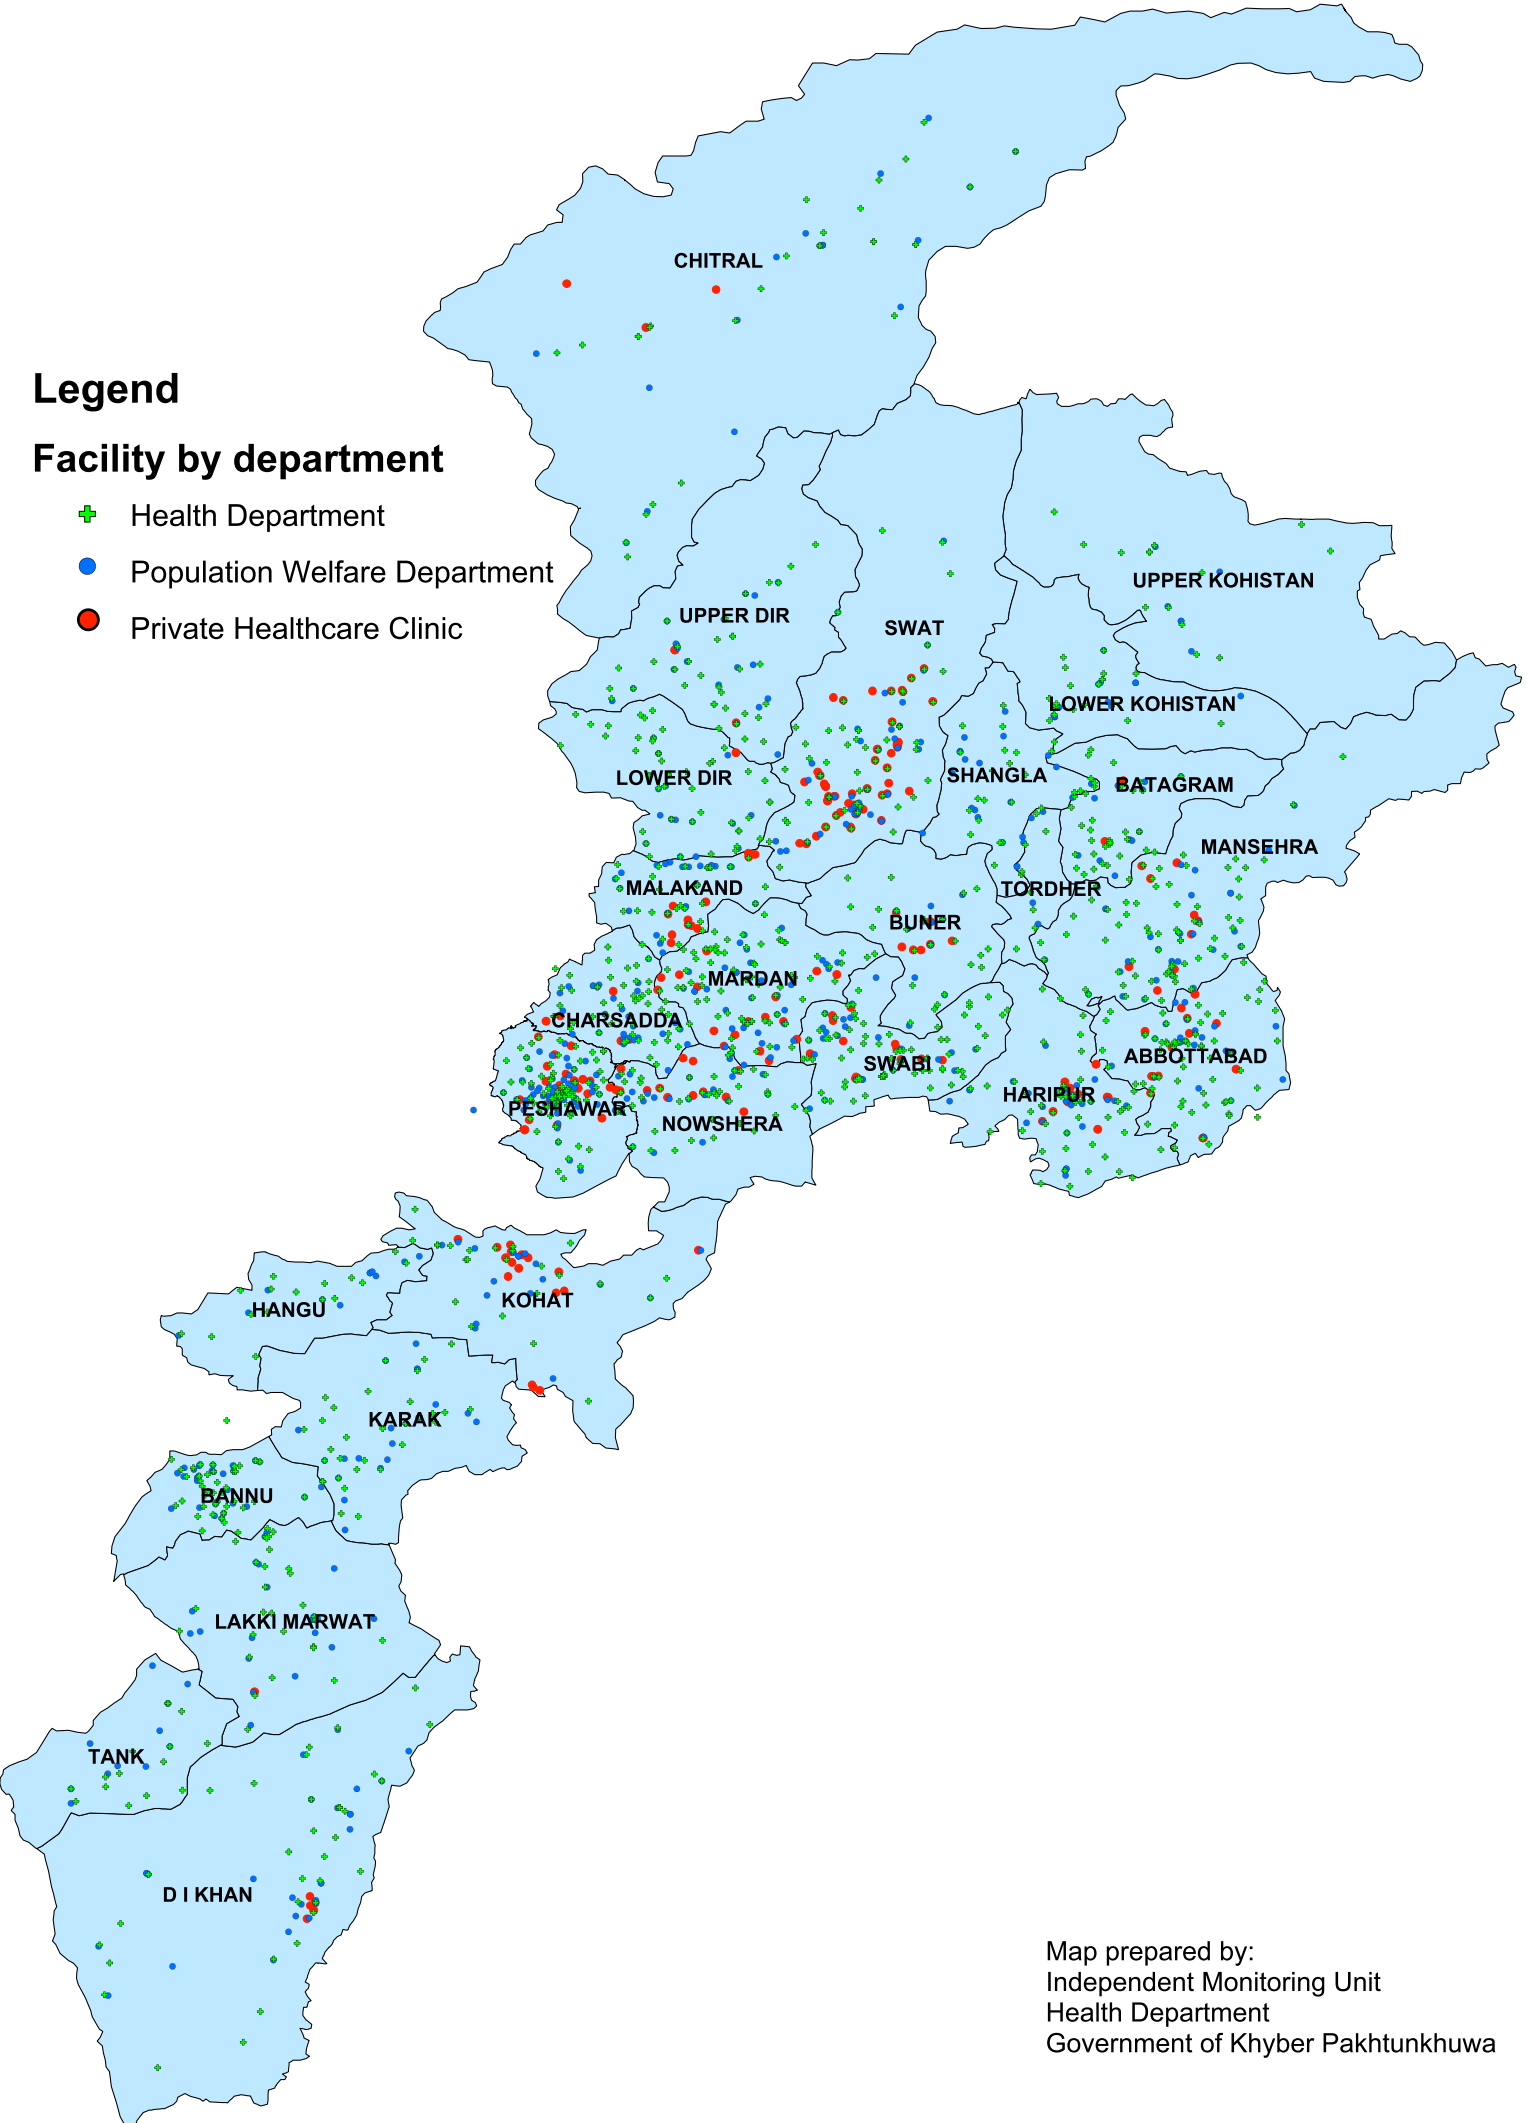 CHITRAL
Legend
Facility by department
Health Department
Population Welfare Department
Private Healthcare Clinic
UPPER KOHISTAN
UPPER DIR
SWAT
LOWER KOHISTAN
LOWER DIR
SHANGLA
BATAGRAM
MANSEHRA
MALAKAND
TORDHER
BUNER
MARDAN
CHARSADDA
ABBOTTABAD
SWABI
HARIPUR
PESHAWAR
NOWSHERA
KOHAT
HANGU
KARAK
BANNU
LAKKI MARWAT
TANK
D I KHAN
Map prepared by:
Independent Monitoring Unit
Health Department
Government of Khyber Pakhtunkhuwa